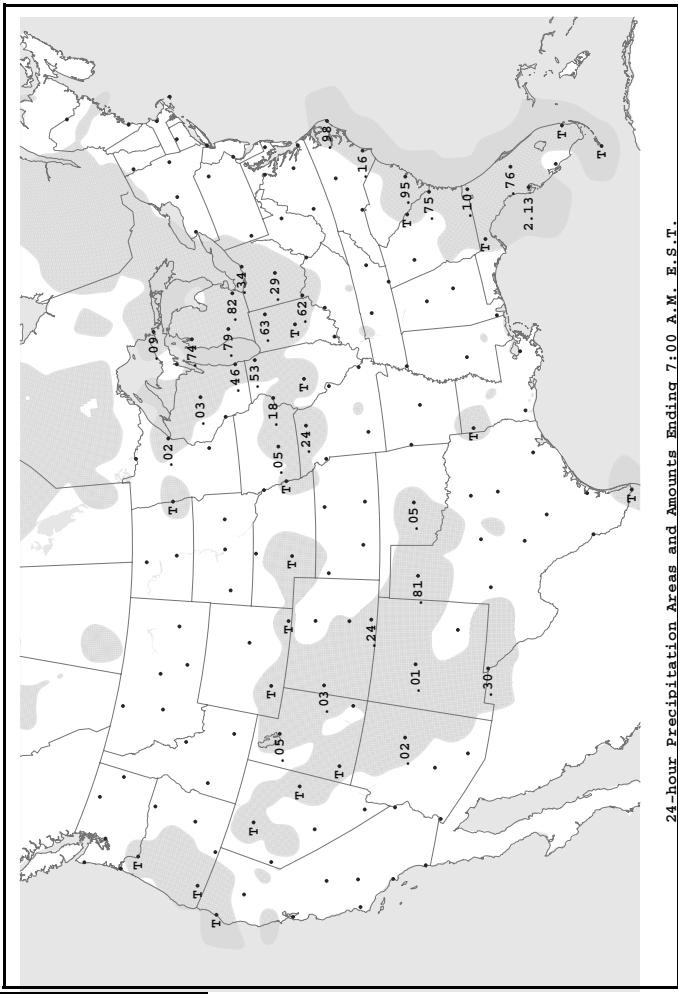 T
T
T
T
T
T
.05
T
.03
T
.24
.02
.01
.30
.81
.05
T
T
T
T
.02
.03
.05
.18
.24
T
T
.09
.74
.46
.53
.79
.82
.63
T
.62
.34
.29
.98
.16
.95
T
.75
.10
T
.76
2.13
T
T
T
24-hour Precipitation Areas and Amounts Ending 7:00 A.M. E.S.T.